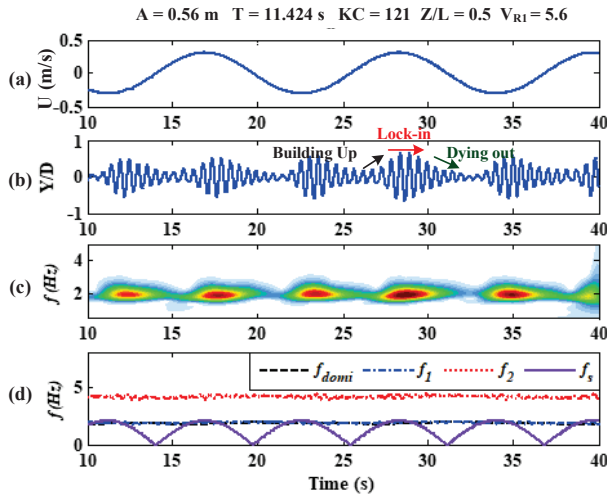 A = 0.56 m T = 11.424 s KC = 121 Z/L = 0.5 V_R1 = 5.6
(a)
U (m/s)
0.5
0
-0.5
10 15 20 25 30 35 40
Lock-in
Building Up
Dying out
(b)
Y/D
1
0
-1
10 15 20 25 30 35 40
(c)
f (Hz)
4
2
10 15 20 25 30 35 40
f_domi f_1 f_2 f_s
(d)
f (Hz)
5
0
10 15 20 25 30 35 40
Time (s)